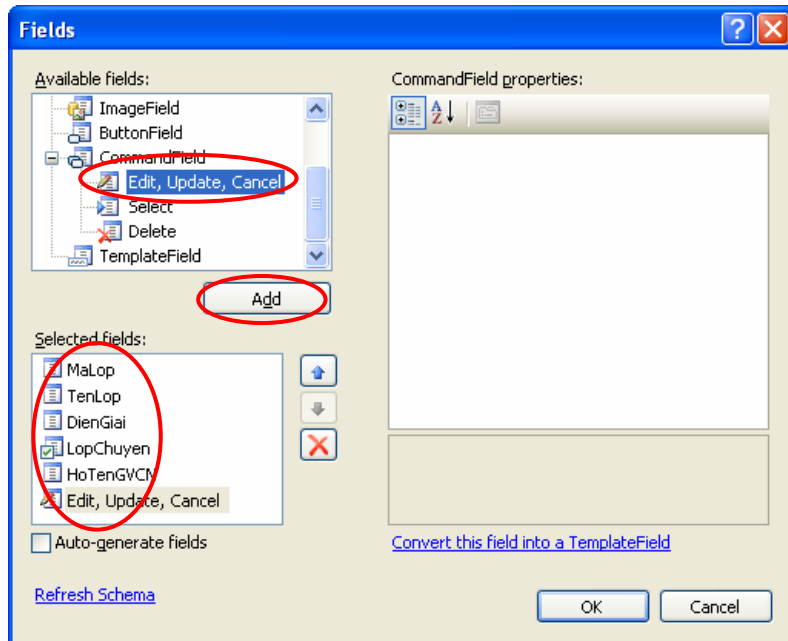 Fields
Available fields:
ImageField
ButtonField
CommandField
Edit, Update, Cancel
Select
Delete
TemplateField
Add
Selected fields:
MaLop
TenLop
DienGiai
LopChuyen
HoTenGVCN
Edit, Update, Cancel
Auto-generate fields
Refresh Schema
CommandField properties:
Convert this field into a TemplateField
OK
Cancel